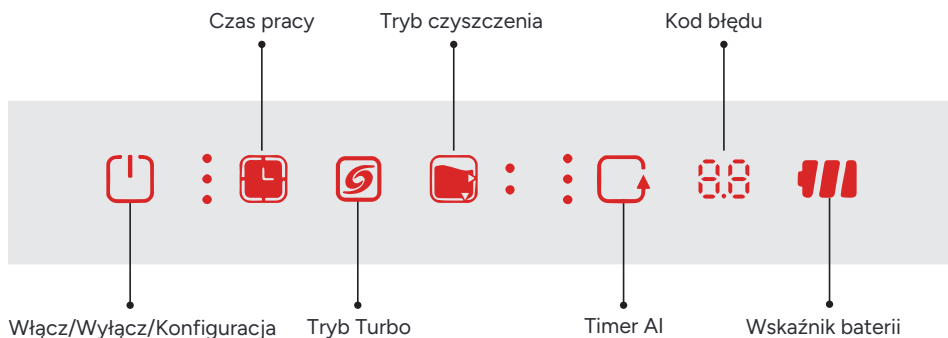 Czas pracy
Tryb czyszczenia
Kod błędu
8.8
Włącz/Wyłącz/Konfiguracja
Tryb Turbo
Timer AI
Wskaźnik baterii